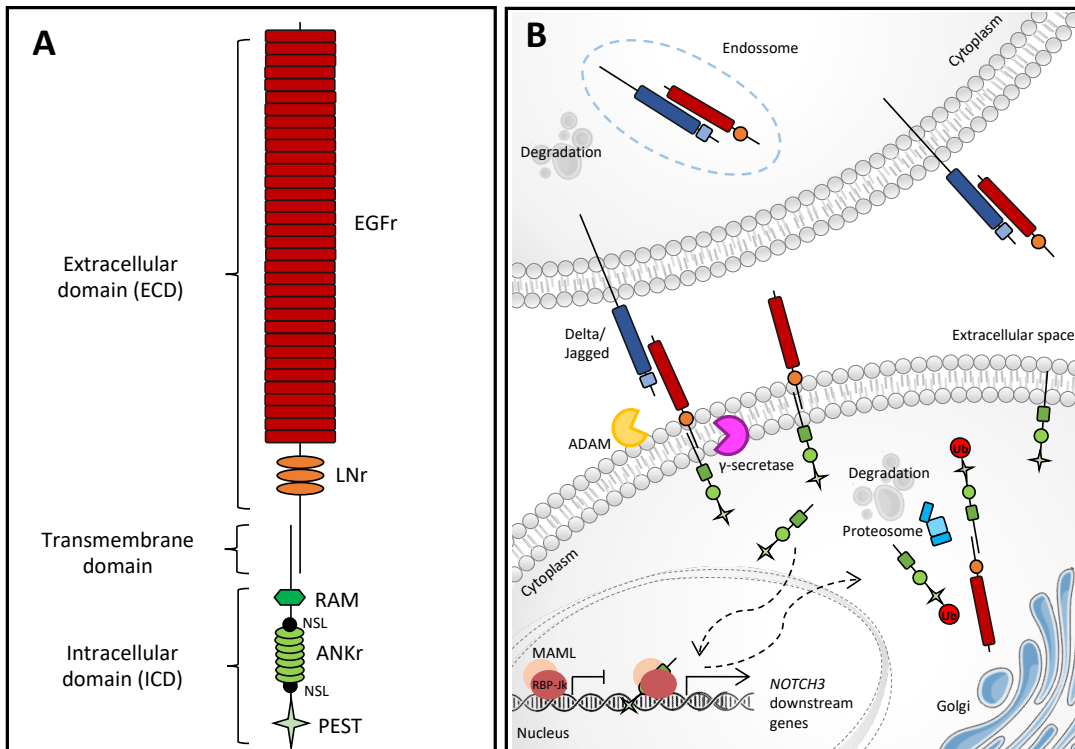 A
EGFr
Extracellular
domain (ECD)
LNr
Transmembrane
domain
RAM
NSL
Intracellular
domain (ICD)
ANKr
NSL
PEST
B
Endossome
Cytoplasm
Degradation
Delta/
Jagged
Extracellular space
ADAM
γ-secretase
Ub
Degradation
Proteosome
Cytoplasm
Ub
MAML
RBP-Jk
NOTCH3
downstream
genes
Golgi
Nucleus